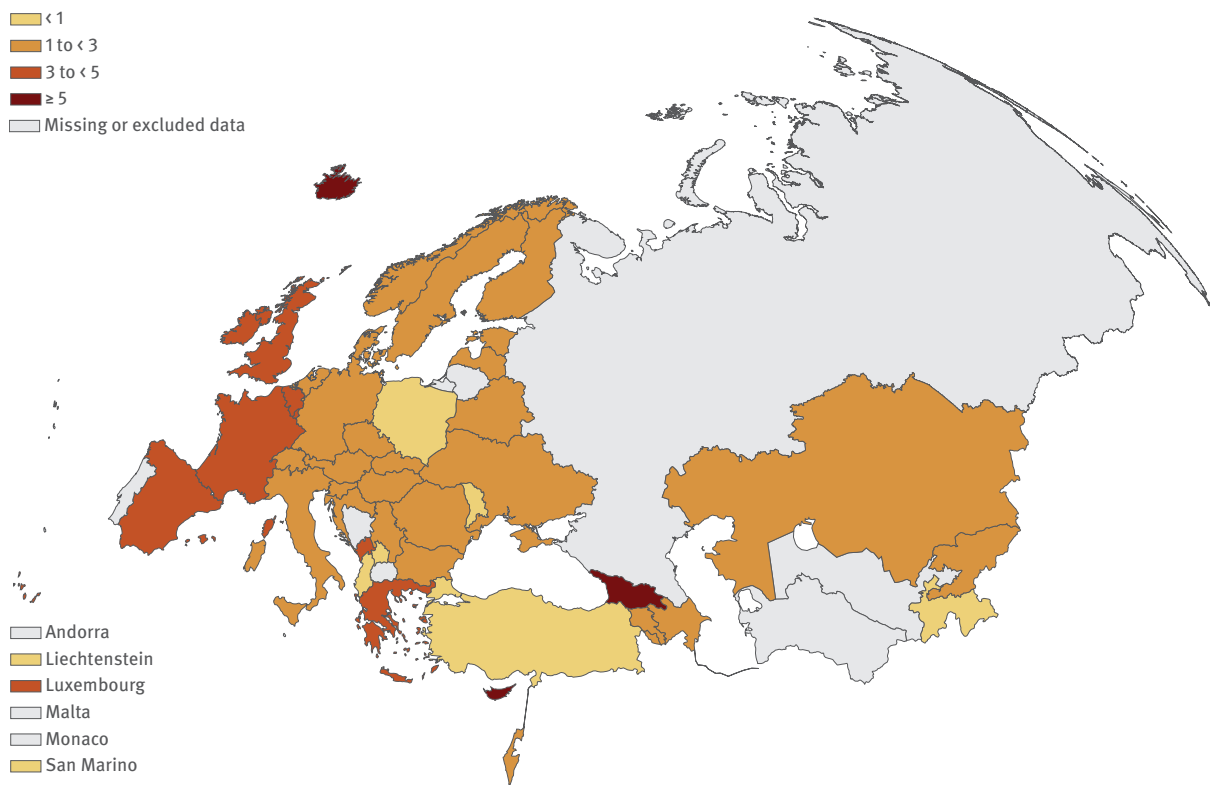 < 1
1 to < 3
3 to < 5
≥ 5
Missing or excluded data
Andorra
Liechtenstein
Luxembourg
Malta
Monaco
San Marino